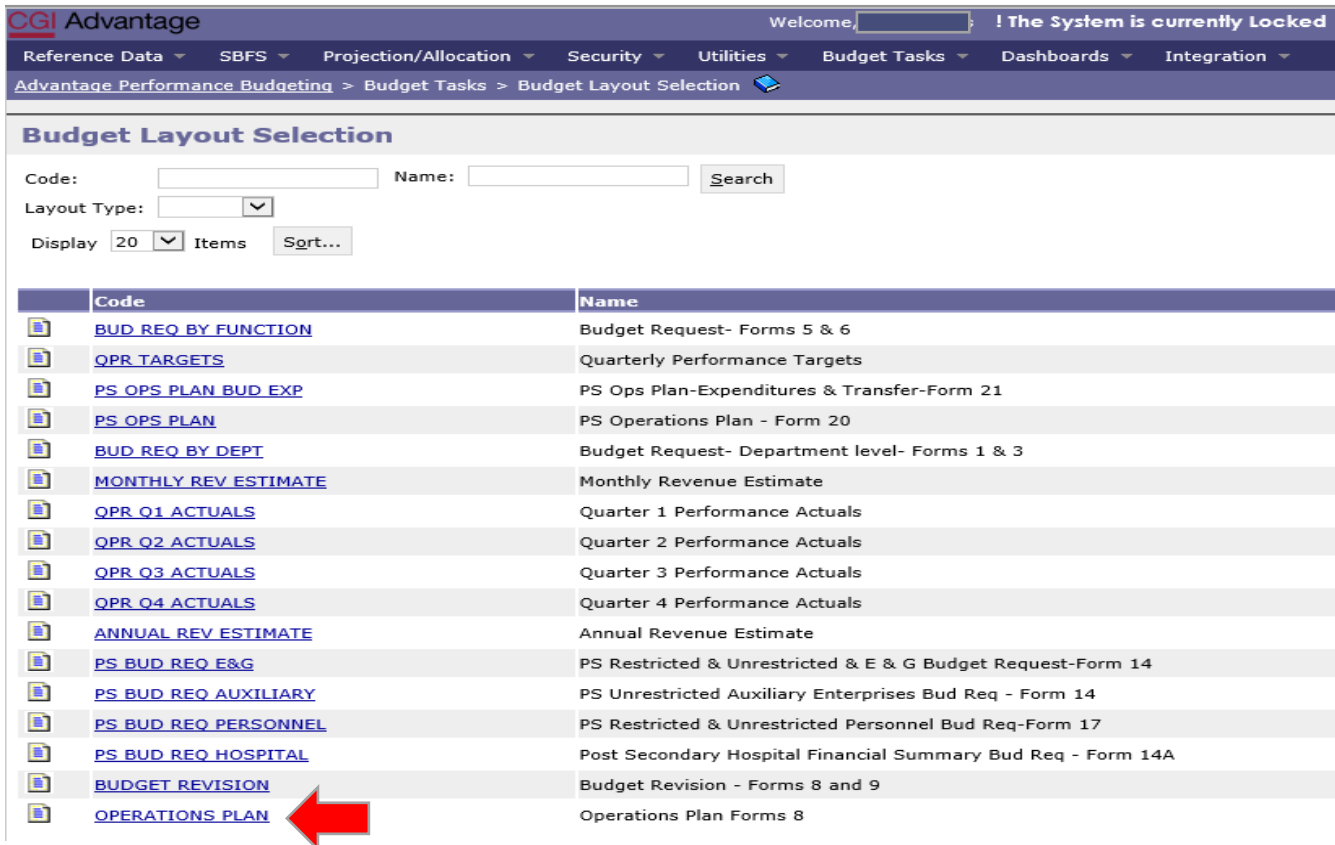 CGI Advantage Welcome, ! The System is currently Locked
Reference Data SBFS Projection/Allocation Security Utilities Budget Tasks Dashboards Integration
Advantage Performance Budgeting > Budget Tasks > Budget Layout Selection
Budget Layout Selection
Code: Name: Search
Layout Type:
Display 20 Items Sort...
Code Name
BUD REQ BY FUNCTION Budget Request- Forms 5 & 6
QPR TARGETS Quarterly Performance Targets
PS OPS PLAN BUD EXP PS Ops Plan-Expenditures & Transfer-Form 21
PS OPS PLAN PS Operations Plan - Form 20
BUD REQ BY DEPT Budget Request- Department level- Forms 1 & 3
MONTHLY REV ESTIMATE Monthly Revenue Estimate
QPR Q1 ACTUALS Quarter 1 Performance Actuals
QPR Q2 ACTUALS Quarter 2 Performance Actuals
QPR Q3 ACTUALS Quarter 3 Performance Actuals
QPR Q4 ACTUALS Quarter 4 Performance Actuals
ANNUAL REV ESTIMATE Annual Revenue Estimate
PS BUD REQ E&G PS Restricted & Unrestricted & E & G Budget Request-Form 14
PS BUD REQ AUXILIARY PS Unrestricted Auxiliary Enterprises Bud Req - Form 14
PS BUD REQ PERSONNEL PS Restricted & Unrestricted Personnel Bud Req-Form 17
PS BUD REQ HOSPITAL Post Secondary Hospital Financial Summary Bud Req - Form 14A
BUDGET REVISION Budget Revision - Forms 8 and 9
OPERATIONS PLAN Operations Plan Forms 8